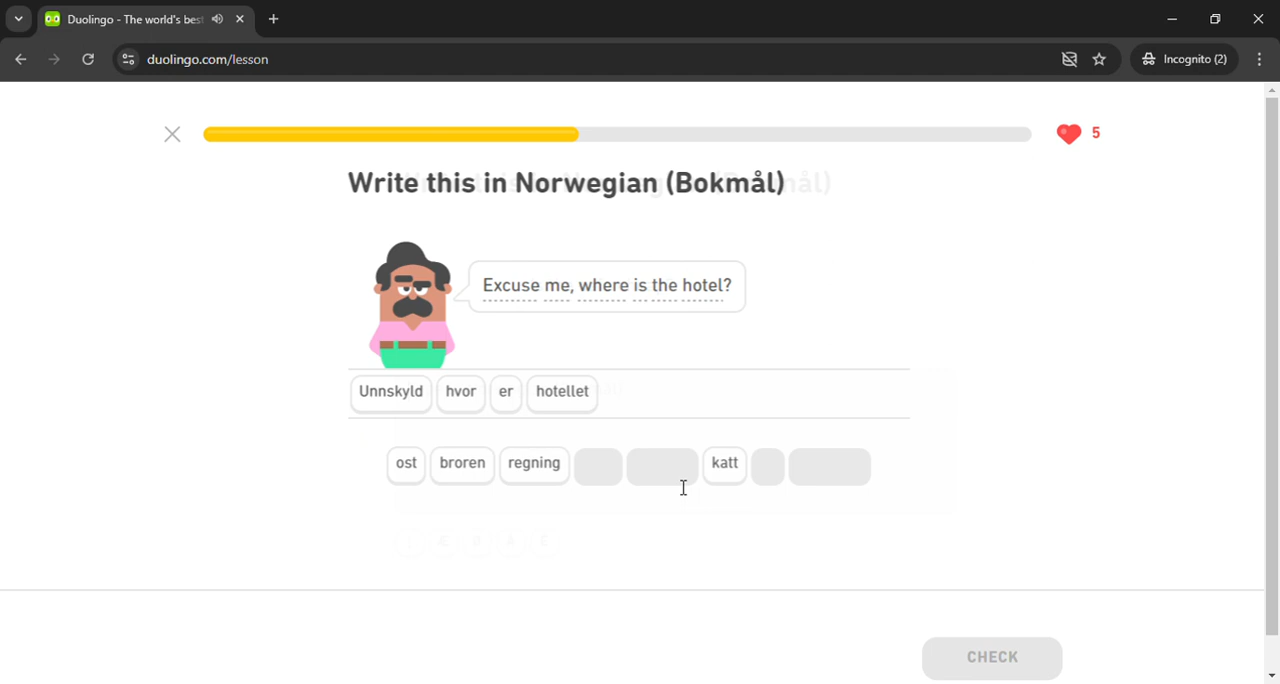 Duolingo - The world's best
duolingo.com/lesson
Incognito (2)
5
Write this in Norwegian (Bokmål)
Excuse me, where is the hotel?
Unnskyld hvor er hotellet
ost broren regning katt
CHECK